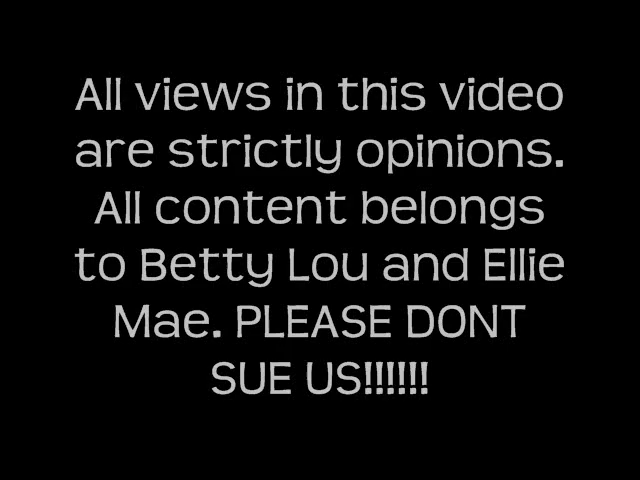 All views in this video
are strictly opinions.
All content belongs
to Betty Lou and Ellie
Mae. PLEASE DONT
SUE US!!!!!!